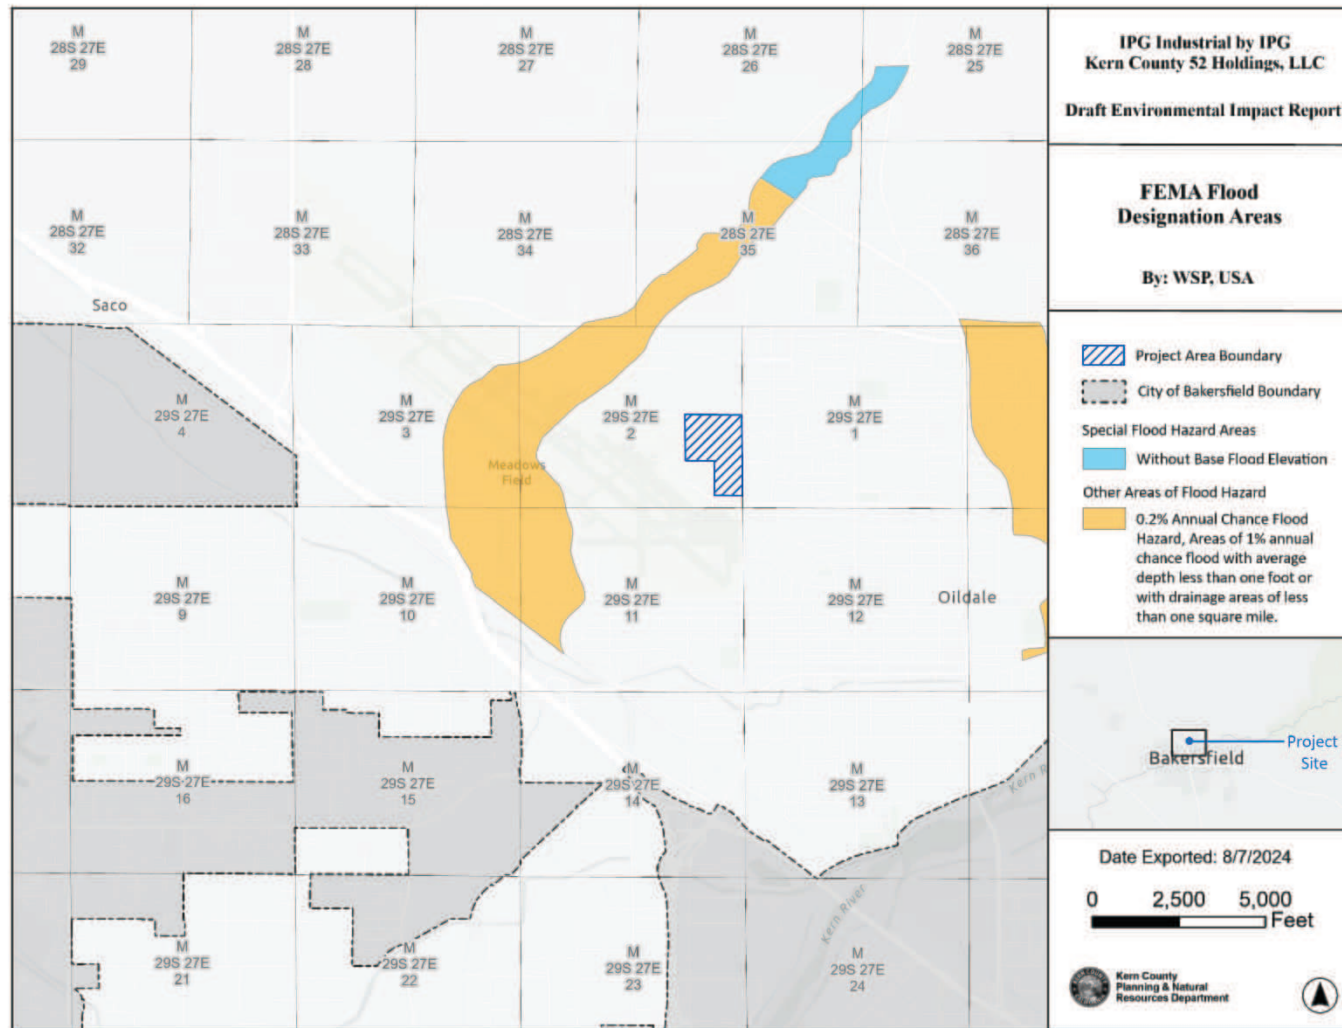 M
28S 27E
29
M
28S 27E
28
M
28S 27E
27
M
28S 27E
26
M
28S 27E
25
M
28S 27E
32
M
28S 27E
33
M
28S 27E
34
M
28S 27E
35
M
28S 27E
36
Saco
M
29S 27E
4
M
29S 27E
3
M
29S 27E
2
M
29S 27E
1
Meadows
Field
M
29S 27E
9
M
29S 27E
10
M
29S 27E
11
M
29S 27E
12
Oildale
M
29S 27E
16
M
29S 27E
15
M
29S 27E
14
M
29S 27E
13
Kern R
Kern River
M
29S 27E
21
M
29S 27E
22
M
29S 27E
23
M
29S 27E
24
IPG Industrial by IPG
Kern County 52 Holdings, LLC
Draft Environmental Impact Report
FEMA Flood
Designation Areas
By: WSP, USA
Project Area Boundary
City of Bakersfield Boundary
Special Flood Hazard Areas
Without Base Flood Elevation
Other Areas of Flood Hazard
0.2% Annual Chance Flood
Hazard, Areas of 1% annual
chance flood with average
depth less than one foot or
with drainage areas of less
than one square mile.
Bakersfield
Project
Site
Date Exported: 8/7/2024
0 2,500 5,000
Feet
Kern County
Planning & Natural
Resources Department